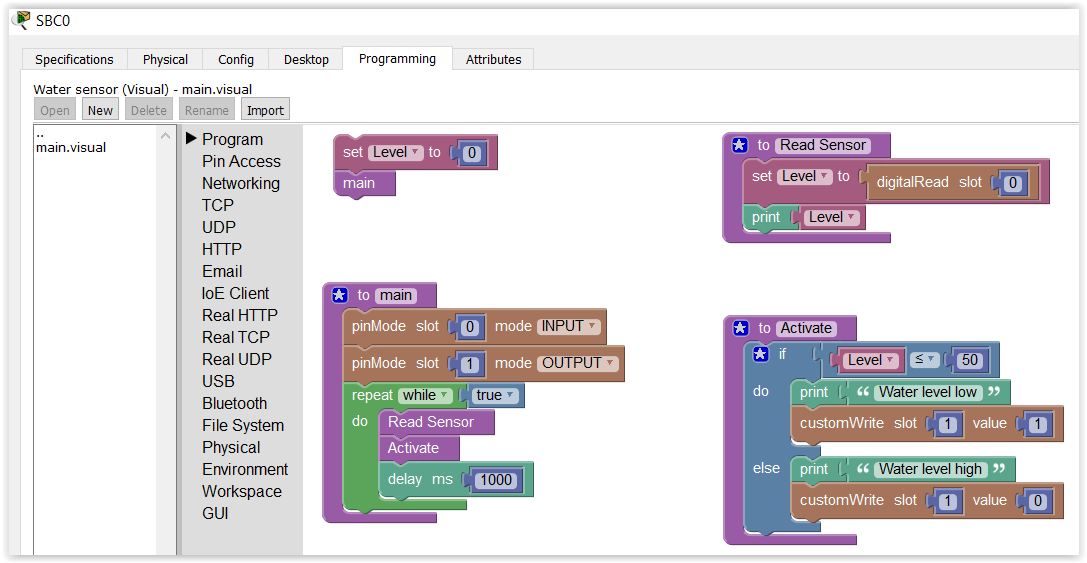 SBC0
Specifications Physical Config Desktop Programming Attributes
Water sensor (Visual) - main.visual
Open New Delete Rename Import
..
main.visual
Program
Pin Access
Networking
TCP
UDP
HTTP
Email
IoE Client
Real HTTP
Real TCP
Real UDP
USB
Bluetooth
File System
Physical
Environment
Workspace
GUI
set Level to 0
main
to main
pinMode slot 0 mode INPUT
pinMode slot 1 mode OUTPUT
repeat while true
do Read Sensor
Activate
delay ms 1000
to Read Sensor
set Level to digitalRead slot 0
print Level
to Activate
if Level ≤ 50
do print “ Water level low ”
customWrite slot 1 value 1
else print “ Water level high ”
customWrite slot 1 value 0